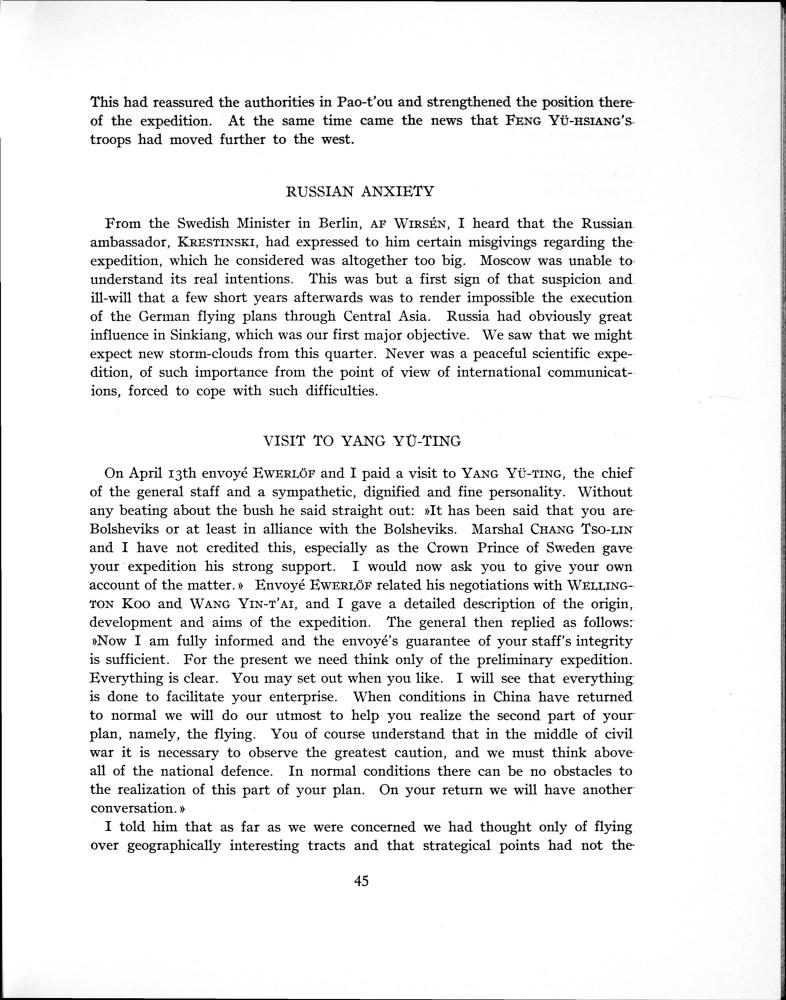 This had reassured the authorities in Pao-t'ou and strengthened the position there
of the expedition. At the same time came the news that FENG YÜ-HSIANG's
troops had moved further to the west.
RUSSIAN ANXIETY
From the Swedish Minister in Berlin, AF WIRSÉN, I heard that the Russian
ambassador, KRESTINSKI, had expressed to him certain misgivings regarding the
expedition, which he considered was altogether too big. Moscow was unable to
understand its real intentions. This was but a first sign of that suspicion and
ill-will that a few short years afterwards was to render impossible the execution
of the German flying plans through Central Asia. Russia had obviously great
influence in Sinkiang, which was our first major objective. We saw that we might
expect new storm-clouds from this quarter. Never was a peaceful scientific expe-
dition, of such importance from the point of view of international communicat-
ions, forced to cope with such difficulties.
VISIT TO YANG YÜ-TING
On April 13th envoyé EWERLÖF and I paid a visit to YANG YÜ-TING, the chief
of the general staff and a sympathetic, dignified and fine personality. Without
any beating about the bush he said straight out: »It has been said that you are
Bolsheviks or at least in alliance with the Bolsheviks. Marshal CHANG TSO-LIN
and I have not credited this, especially as the Crown Prince of Sweden gave
your expedition his strong support. I would now ask you to give your own
account of the matter.» Envoyé EWERLÖF related his negotiations with WELLING-
TON KOO and WANG YIN-T'AI, and I gave a detailed description of the origin,
development and aims of the expedition. The general then replied as follows:
»Now I am fully informed and the envoyé's guarantee of your staff's integrity
is sufficient. For the present we need think only of the preliminary expedition.
Everything is clear. You may set out when you like. I will see that everything
is done to facilitate your enterprise. When conditions in China have returned
to normal we will do our utmost to help you realize the second part of your
plan, namely, the flying. You of course understand that in the middle of civil
war it is necessary to observe the greatest caution, and we must think above
all of the national defence. In normal conditions there can be no obstacles to
the realization of this part of your plan. On your return we will have another
conversation.»
I told him that as far as we were concerned we had thought only of flying
over geographically interesting tracts and that strategical points had not the
45